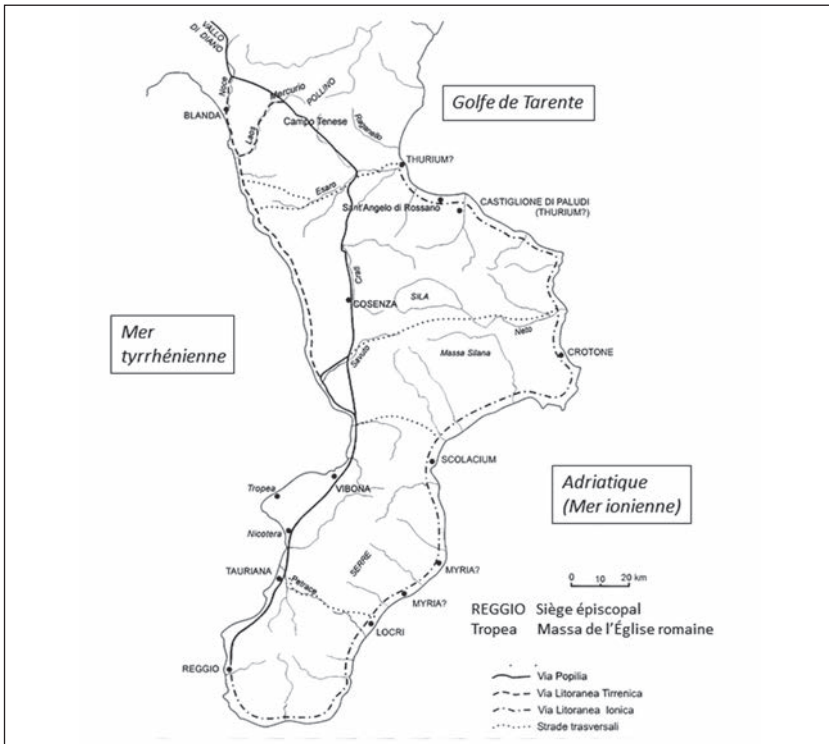 VALLO
DI DIANO
Noce
Mercurio
POLLINO
Golfe de Tarente
BLANDA
Laos
Campo Tenese
Raganello
THURIUM?
Esaro
Sant'Angelo di Rossano
CASTIGLIONE DI PALUDI
(THURIUM?)
Crati
COSENZA
SILA
Mer
tyrrhénienne
Neto
Savuto
Massa Silana
CROTONE
SCOLACIUM
Adriatique
(Mer ionienne)
Tropea
VIBONA
Nicotera
SERRE
TAURIANA
Petrace
MYRIA?
0 10 20 km
MYRIA?
REGGIO Siège épiscopal
Tropea Massa de l'Église romaine
LOCRI
REGGIO
Via Popilia
Via Litoranea Tirrenica
Via Litoranea Ionica
Strade trasversali